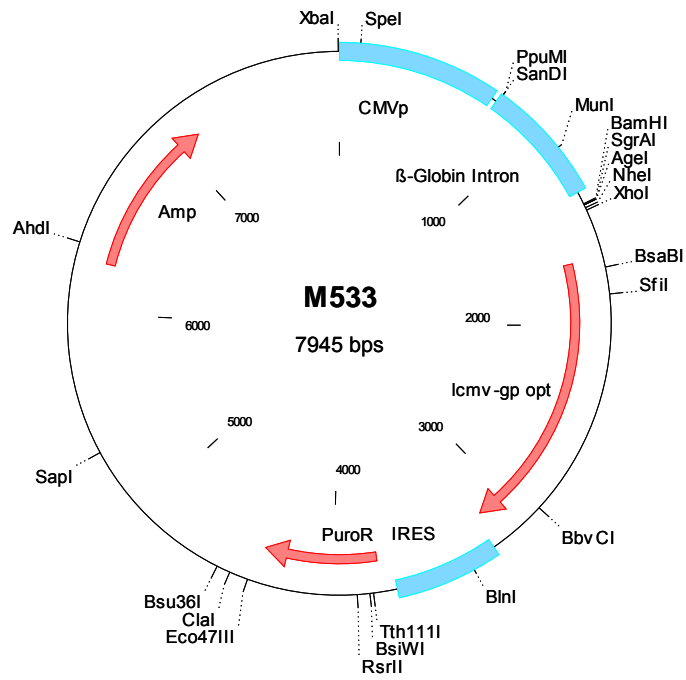 XbaI
SpeI
PpuMI
SanDI
MunI
BamHI
SgrAI
AgeI
NheI
XhoI
CMVp
ß-Globin Intron
Amp
7000
1000
AhdI
BsaBI
SfiI
M533
7945 bps
6000
2000
lcmv-gp opt
5000
3000
4000
SapI
PuroR
IRES
BbvCI
BlnI
Bsu36I
ClaI
Eco47III
Tth111I
BsiWI
RsrII